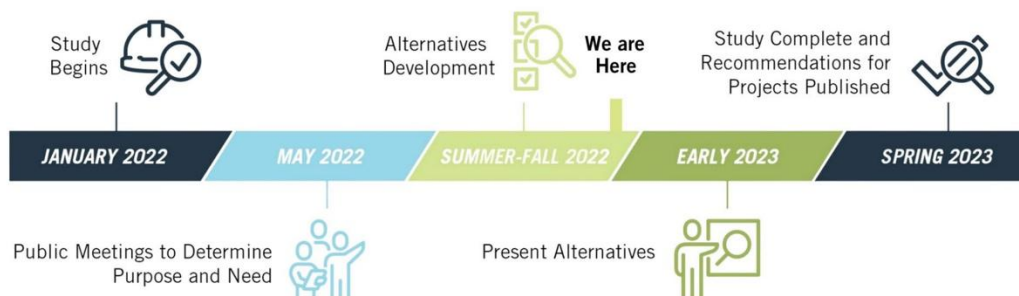 Study
Begins
Alternatives
Development
We are
Here
Study Complete and
Recommendations for
Projects Published
JANUARY 2022
MAY 2022
SUMMER-FALL 2022
EARLY 2023
SPRING 2023
Public Meetings to Determine
Purpose and Need
Present Alternatives